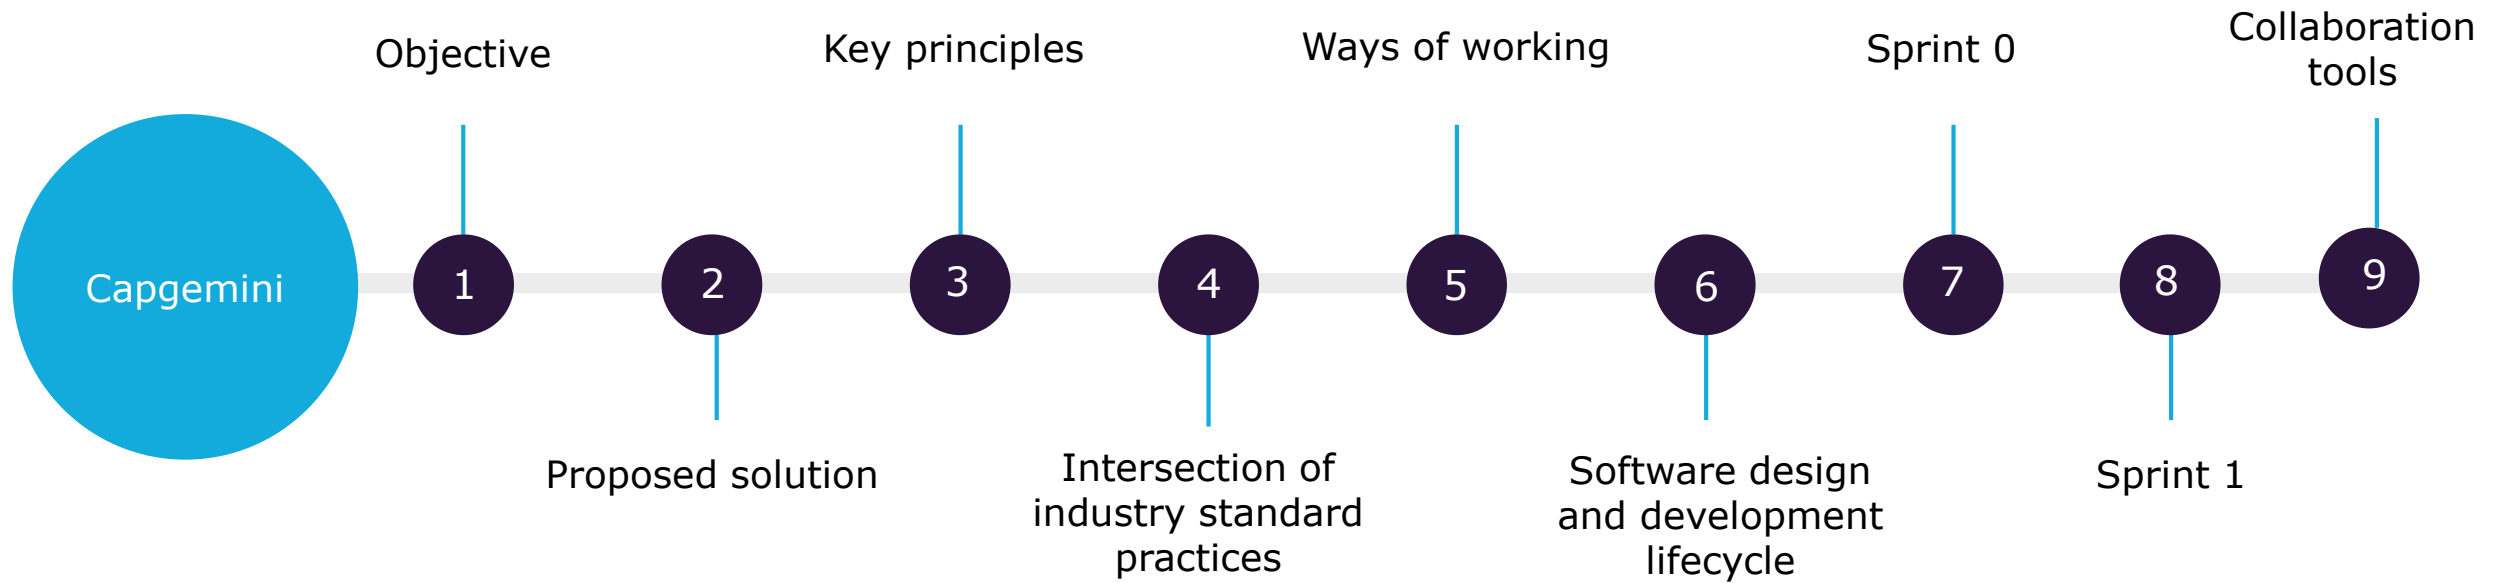 Capgemini
1
Objective
2
Proposed solution
3
Key principles
4
Intersection of
industry standard
practices
5
Ways of working
6
Software design
and development
lifecycle
7
Sprint 0
8
Sprint 1
9
Collaboration
tools